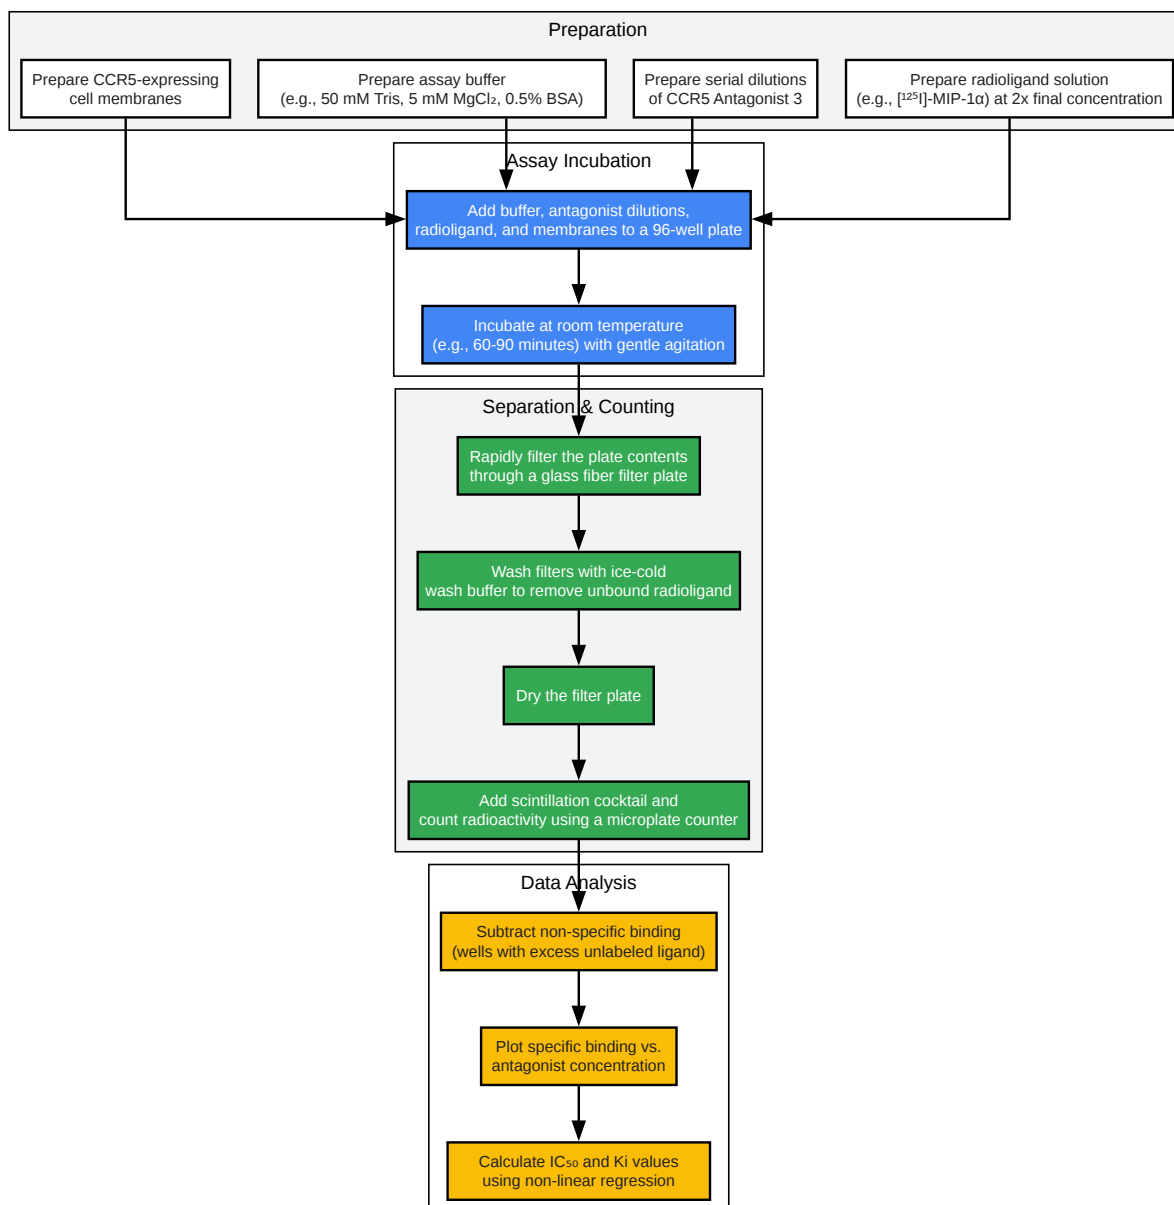 Preparation
Prepare CCR5-expressing
cell membranes
Prepare assay buffer
(e.g., 50 mM Tris, 5 mM MgCl₂, 0.5% BSA)
Prepare serial dilutions
of CCR5 Antagonist 3
Prepare radioligand solution
(e.g., [¹²⁵I]-MIP-1α) at 2x final concentration
Assay Incubation
Add buffer, antagonist dilutions,
radioligand, and membranes to a 96-well plate
Incubate at room temperature
(e.g., 60-90 minutes) with gentle agitation
Separation & Counting
Rapidly filter the plate contents
through a glass fiber filter plate
Wash filters with ice-cold
wash buffer to remove unbound radioligand
Dry the filter plate
Add scintillation cocktail and
count radioactivity using a microplate counter
Data Analysis
Subtract non-specific binding
(wells with excess unlabeled ligand)
Plot specific binding vs.
antagonist concentration
Calculate IC₅₀ and Ki values
using non-linear regression